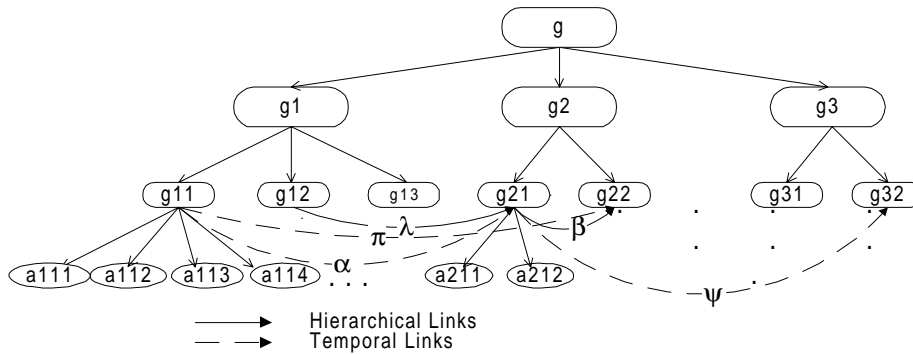 g
g1 g2 g3
g11 g12 g13 g21 g22 g31 g32
π λ β
α
a111 a112 a113 a114 ... a211 a212
ψ
Hierarchical Links
Temporal Links